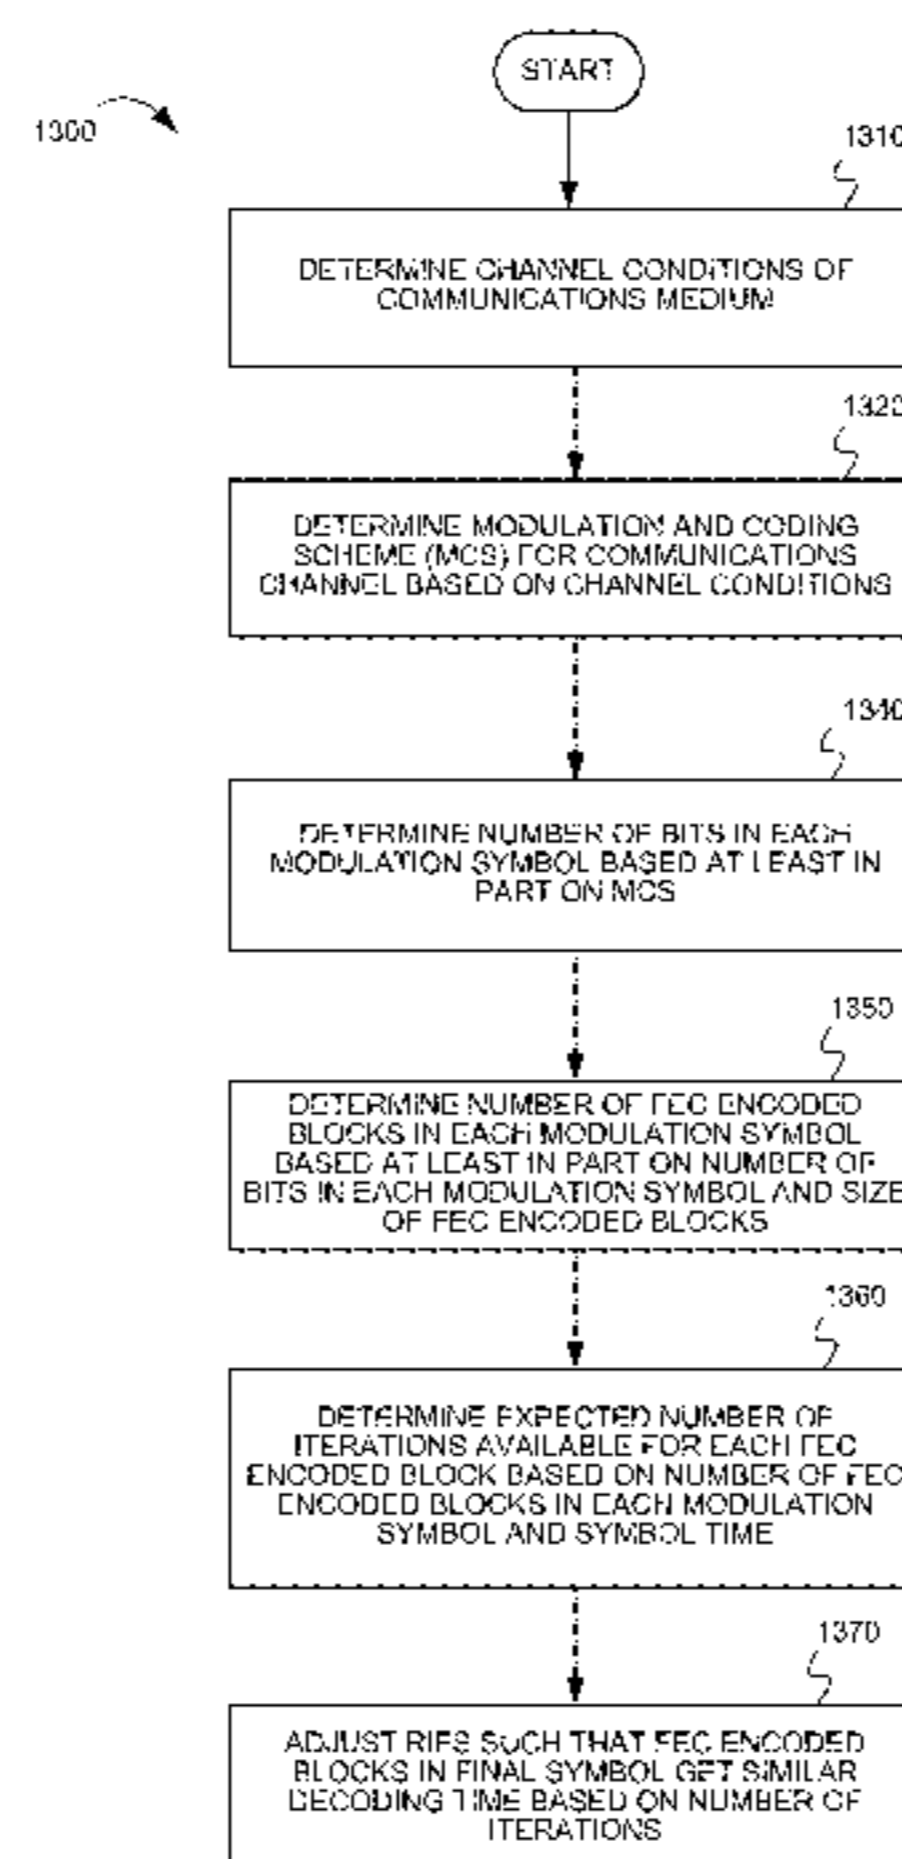 START
1300
1310
DETERMINE CHANNEL CONDITIONS OF
COMMUNICATIONS MEDIUM
1320
DETERMINE MODULATION AND CODING
SCHEME (MCS) FOR COMMUNICATIONS
CHANNEL BASED ON CHANNEL CONDITIONS
1340
DETERMINE NUMBER OF BITS IN EACH
MODULATION SYMBOL BASED AT LEAST IN
PART ON MCS
1350
DETERMINE NUMBER OF FEC ENCODED
BLOCKS IN EACH MODULATION SYMBOL
BASED AT LEAST IN PART ON NUMBER OF
BITS IN EACH MODULATION SYMBOL AND SIZE
OF FEC ENCODED BLOCKS
1360
DETERMINE EXPECTED NUMBER OF
ITERATIONS AVAILABLE FOR EACH FEC
ENCODED BLOCK BASED ON NUMBER OF FEC
ENCODED BLOCKS IN EACH MODULATION
SYMBOL AND SYMBOL TIME
1370
ADJUST RIFS SUCH THAT FEC ENCODED
BLOCKS IN FINAL SYMBOL GET SIMILAR
DECODING TIME BASED ON NUMBER OF
ITERATIONS